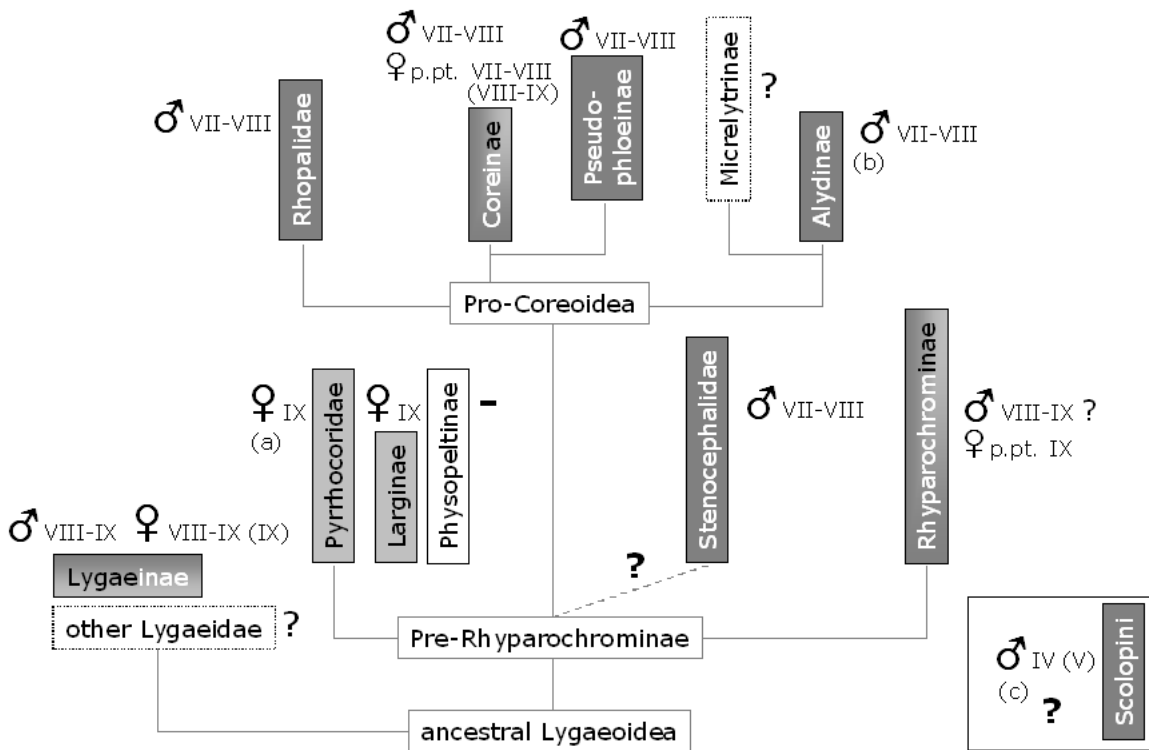 ♂ VII-VIII
♀ p.pt. VII-VIII
(VIII-IX)
♂ VII-VIII
?
♂ VII-VIII
♂ VII-VIII
(b)
Rhopalidae
Coreinae
Pseudo-
phloeinae
Micrelytrinae
Alydinae
Pro-Coreoidea
♀ IX
(a)
Pyrrhocoridae
♀ IX
Larginae
Physopeltinae
-
Stenocephalidae
♂ VII-VIII
Rhyparochrominae
♂ VIII-IX ?
♀ p.pt. IX
♂ VIII-IX ♀ VIII-IX (IX)
Lygaeinae
other Lygaeidae ?
?
Pre-Rhyparochrominae
ancestral Lygaeoidea
♂ IV (V)
(c) ?
Scolopini